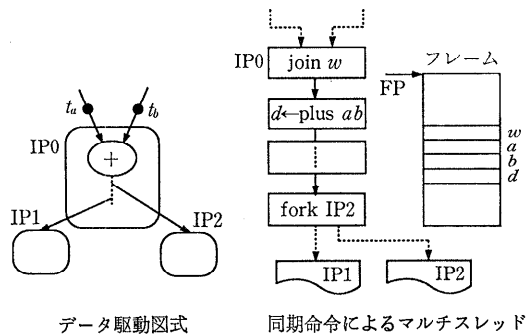 t_a
t_b
IP0
+
IP1
IP2
データ駆動図式
IP0
join w
d←plus ab
fork IP2
IP1
IP2
フレーム
FP
w
a
b
d
同期命令によるマルチスレッド